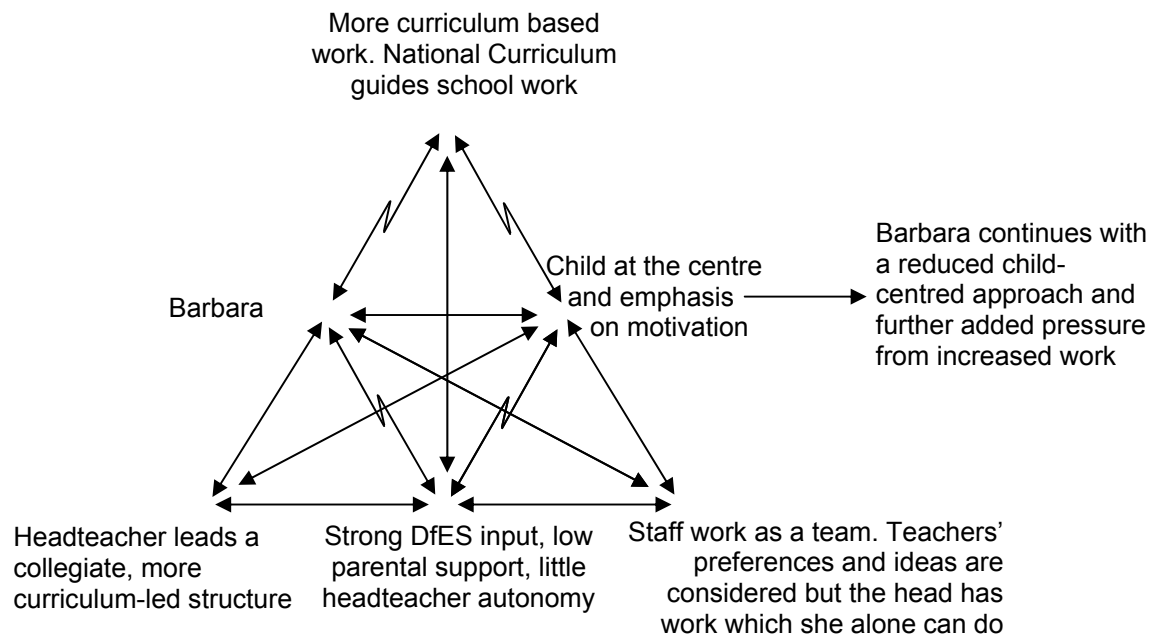 More curriculum based
work. National Curriculum
guides school work
Barbara
Child at the centre
and emphasis
on motivation
Barbara continues with
a reduced child-
centred approach and
further added pressure
from increased work
Headteacher leads a
collegiate, more
curriculum-led structure
Strong DfES input, low
parental support, little
headteacher autonomy
Staff work as a team. Teachers’
preferences and ideas are
considered but the head has
work which she alone can do